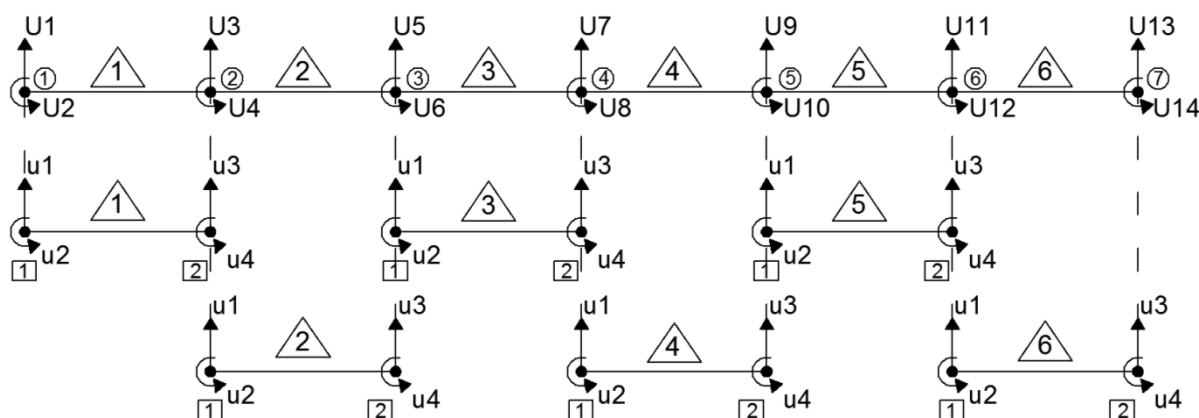 U1 U3 U5 U7 U9 U11 U13
① 1 ② 2 ③ 3 ④ 4 ⑤ 5 ⑥ 6 ⑦
U2 U4 U6 U8 U10 U12 U14
u1 u3 u1 u3 u1 u3
1 3 5
u2 u4 u2 u4 u2 u4
1 2 1 2 1 2
u1 u3 u1 u3 u1 u3
2 4 6
u2 u4 u2 u4 u2 u4
1 2 1 2 1 2